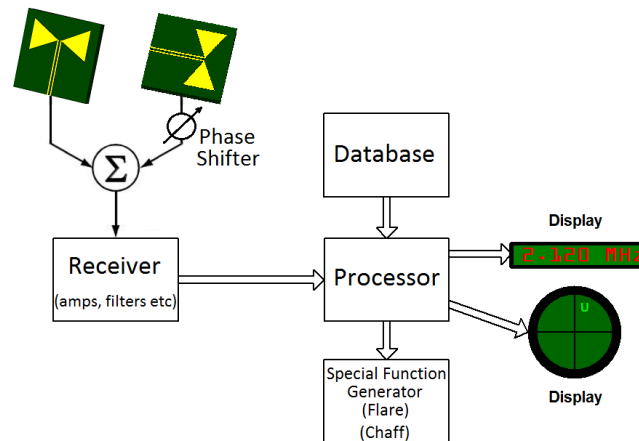 Phase
Shifter
Σ
Database
Display
2.120 MHz
Receiver
(amps, filters etc)
Processor
U
Display
Special Function
Generator
(Flare)
(Chaff)